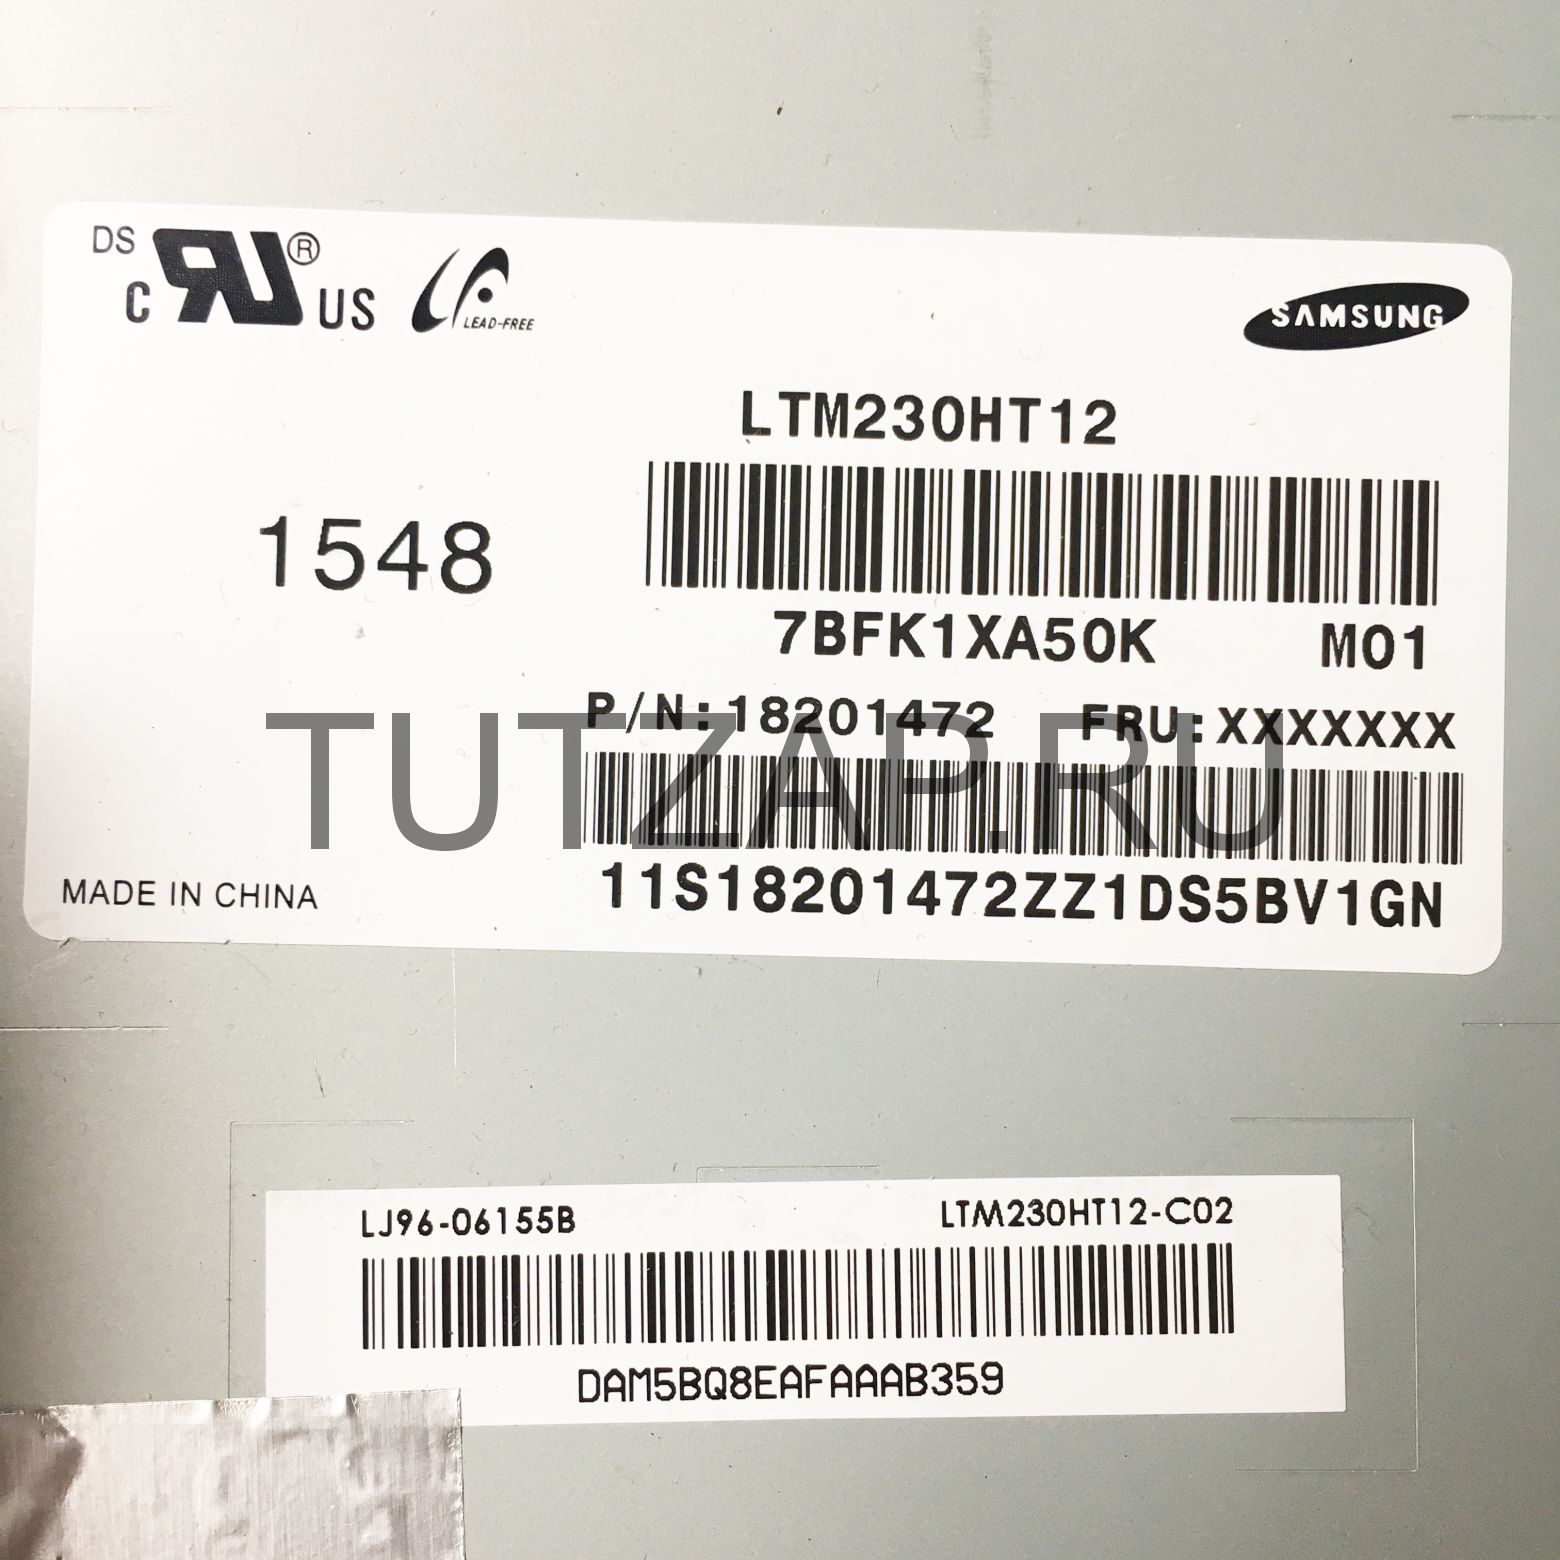 DS
C RU ® US
LEAD-FREE
SAMSUNG
LTM230HT12
1548
7BFK1XA50K M01
P/N:18201472 FRU:XXXXXXX
TUTZAP.RU
11S18201472ZZ1DS5BV1GN
MADE IN CHINA
LJ96-06155B LTM230HT12-C02
DAM5BQ8EAFAAAB359